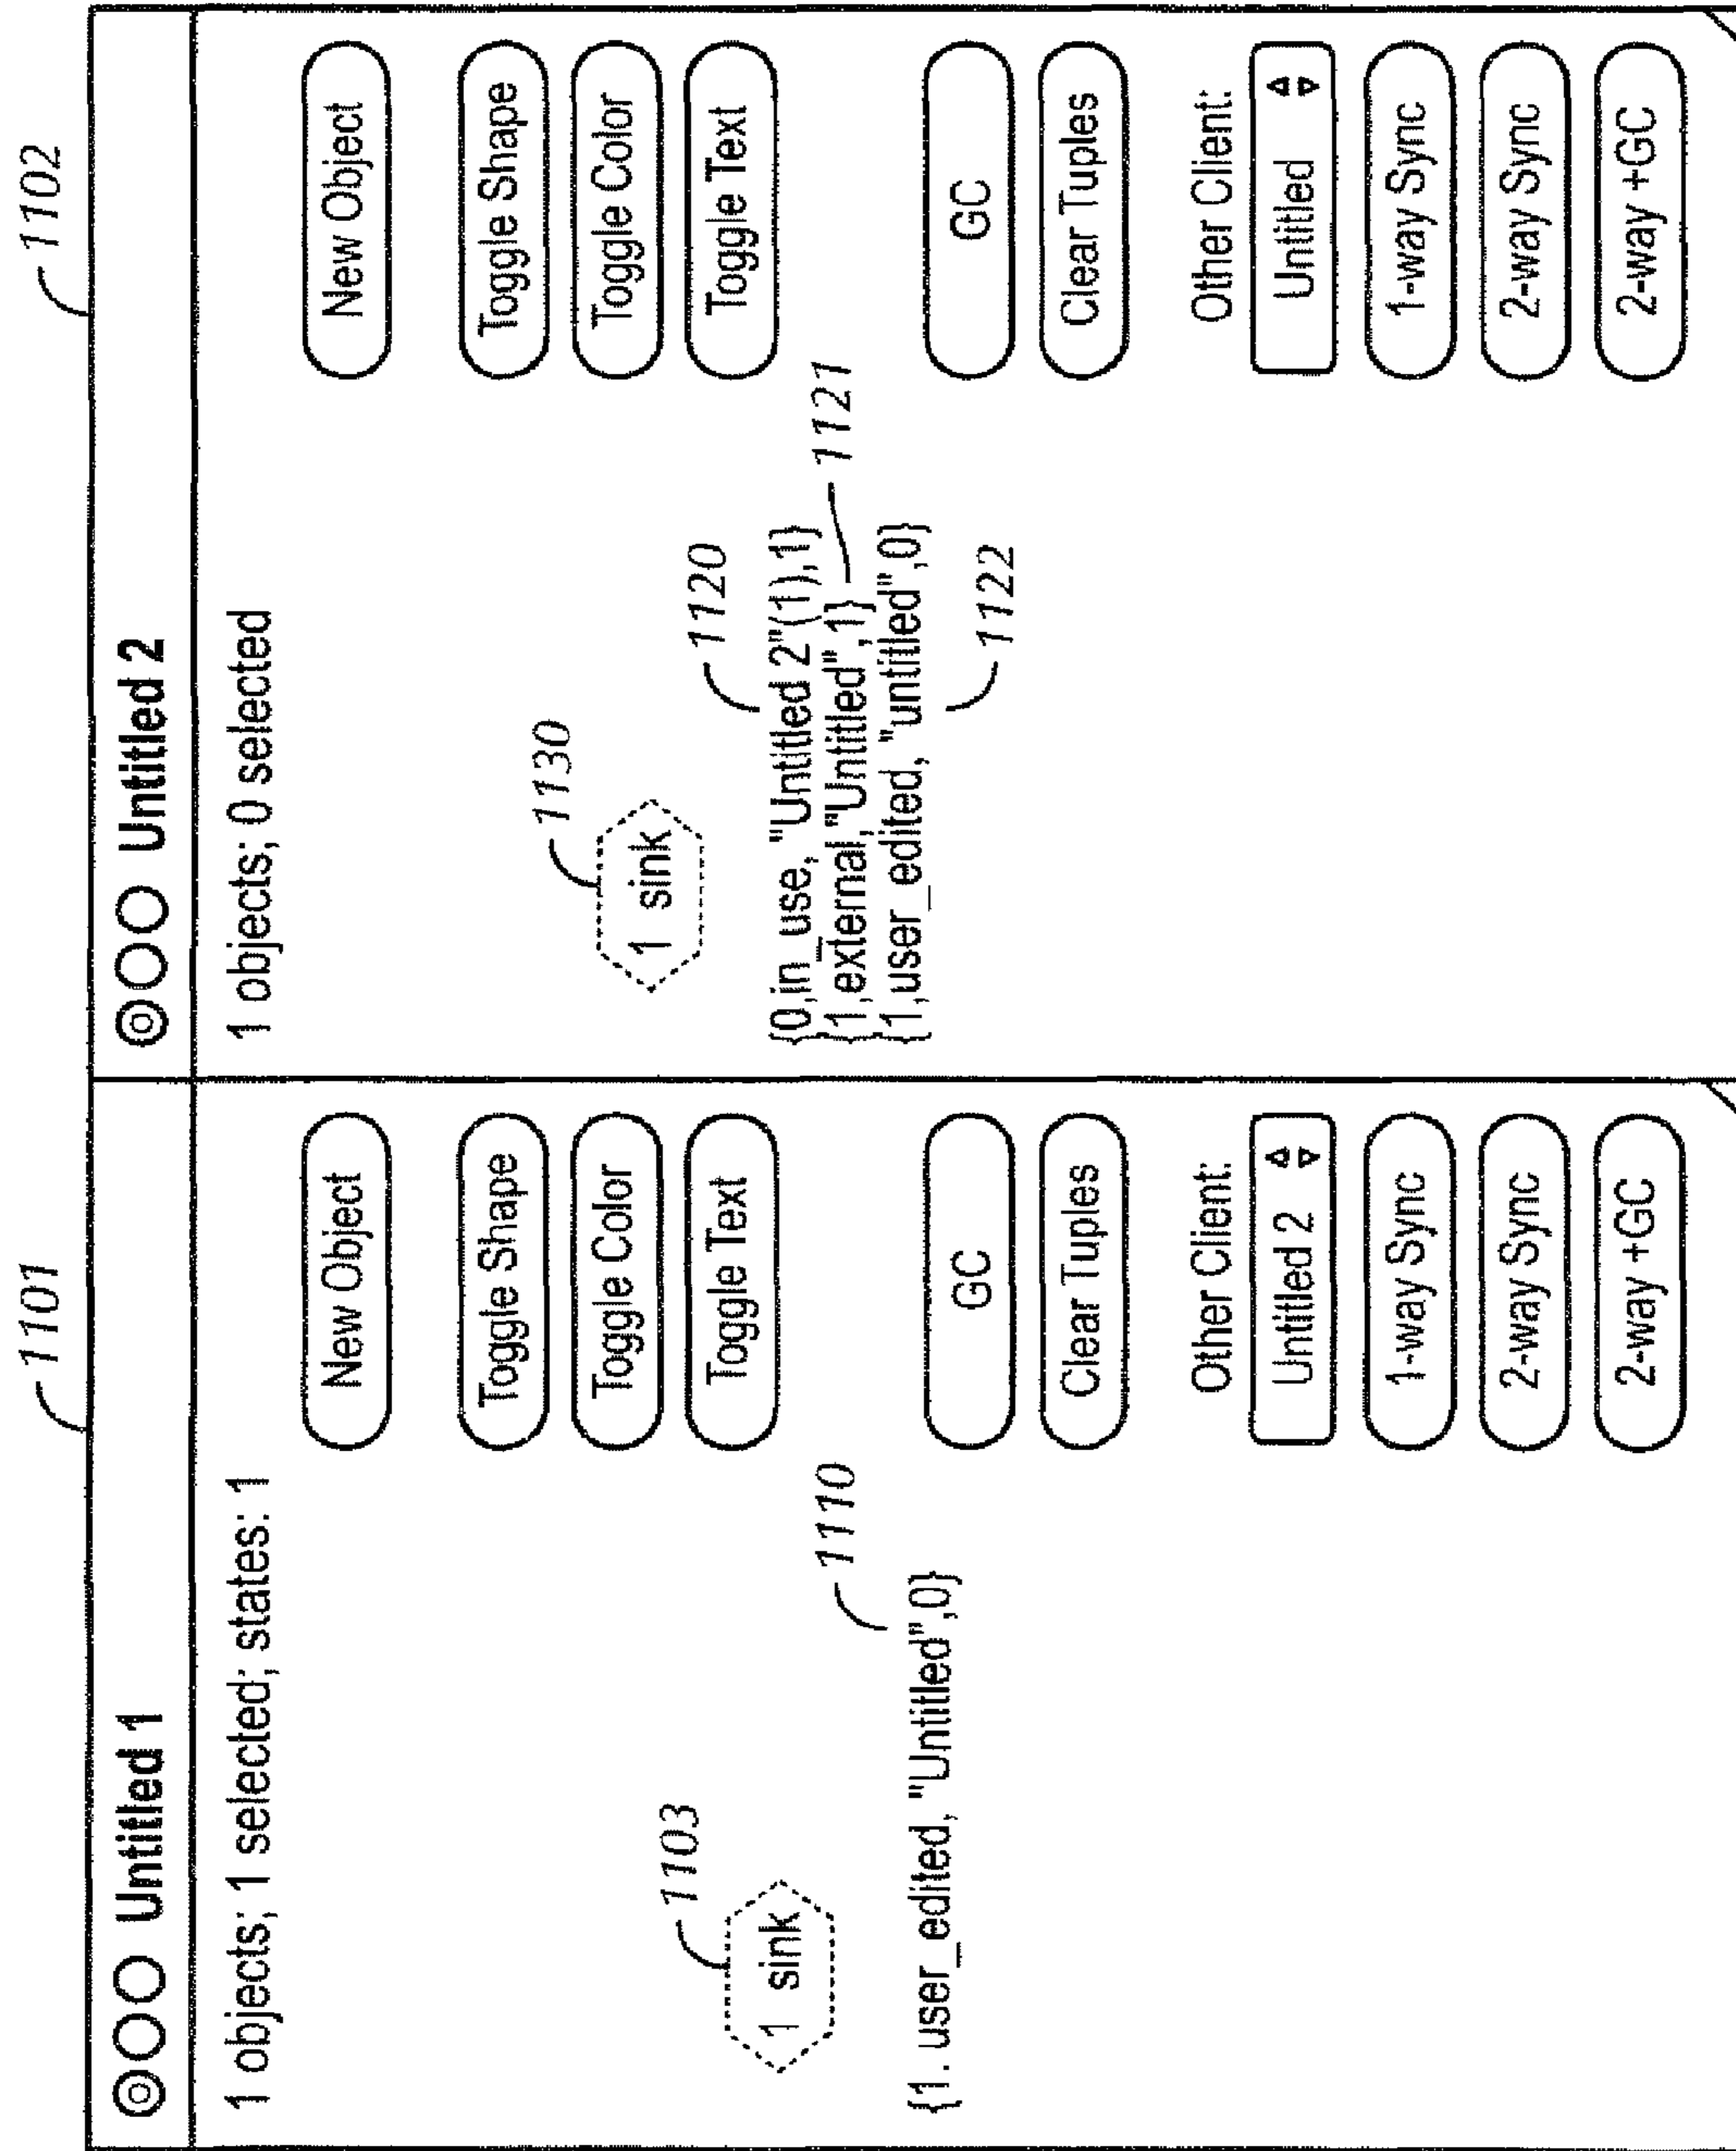 1101
Untitled 1
1 objects; 1 selected; states: 1
New Object
1103
1 sink
Toggle Shape
Toggle Color
Toggle Text
1110
{1. user_edited, "Untitled",0}
GC
Clear Tuples
Other Client:
Untitled 2
1-way Sync
2-way Sync
2-way +GC
1102
Untitled 2
1 objects; 0 selected
New Object
1130
1 sink
Toggle Shape
Toggle Color
Toggle Text
1120
{0,in_use, "Untitled 2"(1),1}
{1,external,"Untitled",1}
1121
{1,user_edited, "untitled",0}
1122
GC
Clear Tuples
Other Client:
Untitled
1-way Sync
2-way Sync
2-way +GC